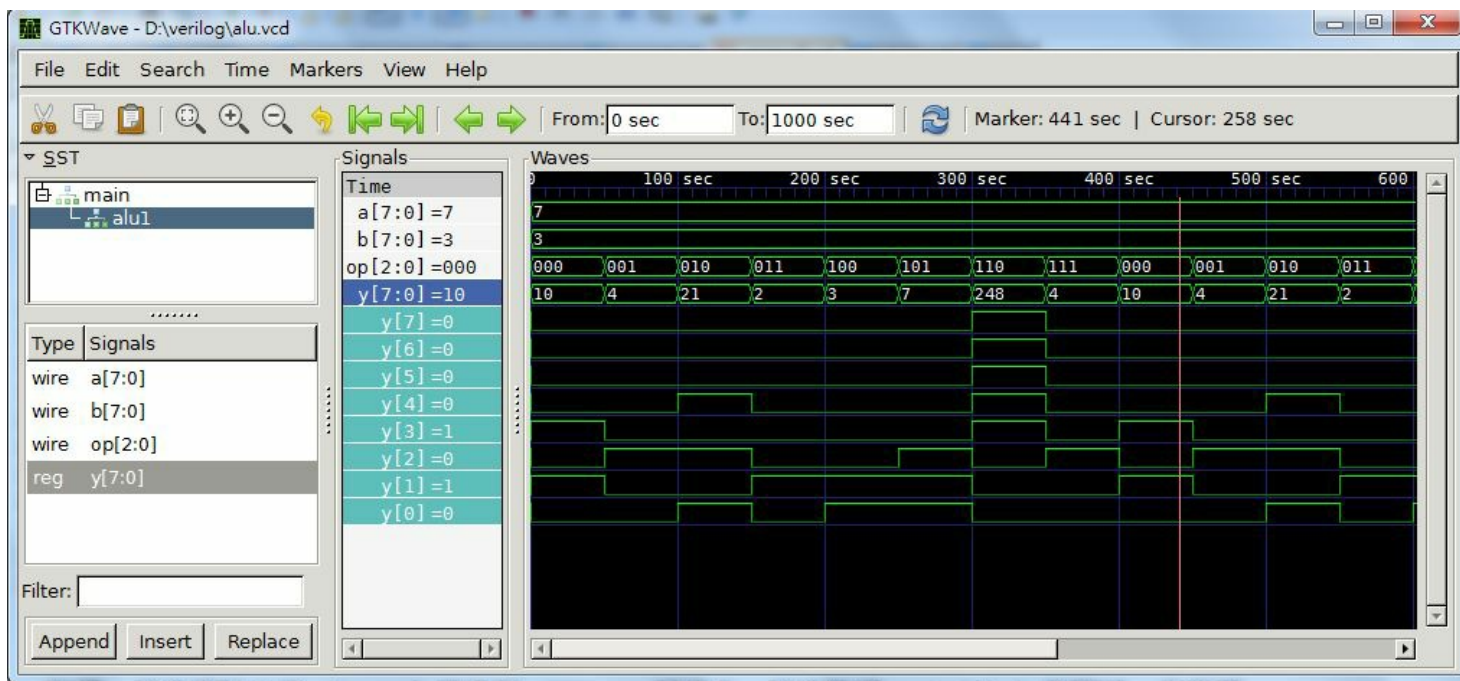 GTKWave - D:\verilog\alu.vcd
File Edit Search Time Markers View Help
From: 0 sec To: 1000 sec Marker: 441 sec | Cursor: 258 sec
SST
main
alu1
Type Signals
wire a[7:0]
wire b[7:0]
wire op[2:0]
reg y[7:0]
Filter:
Append Insert Replace
Signals
Time
a[7:0] =7
b[7:0] =3
op[2:0] =000
y[7:0] =10
y[7] =0
y[6] =0
y[5] =0
y[4] =0
y[3] =1
y[2] =0
y[1] =1
y[0] =0
Waves
0 100 sec 200 sec 300 sec 400 sec 500 sec 600
7
3
000 001 010 011 100 101 110 111 000 001 010 011
10 4 21 2 3 7 248 4 10 4 21 2